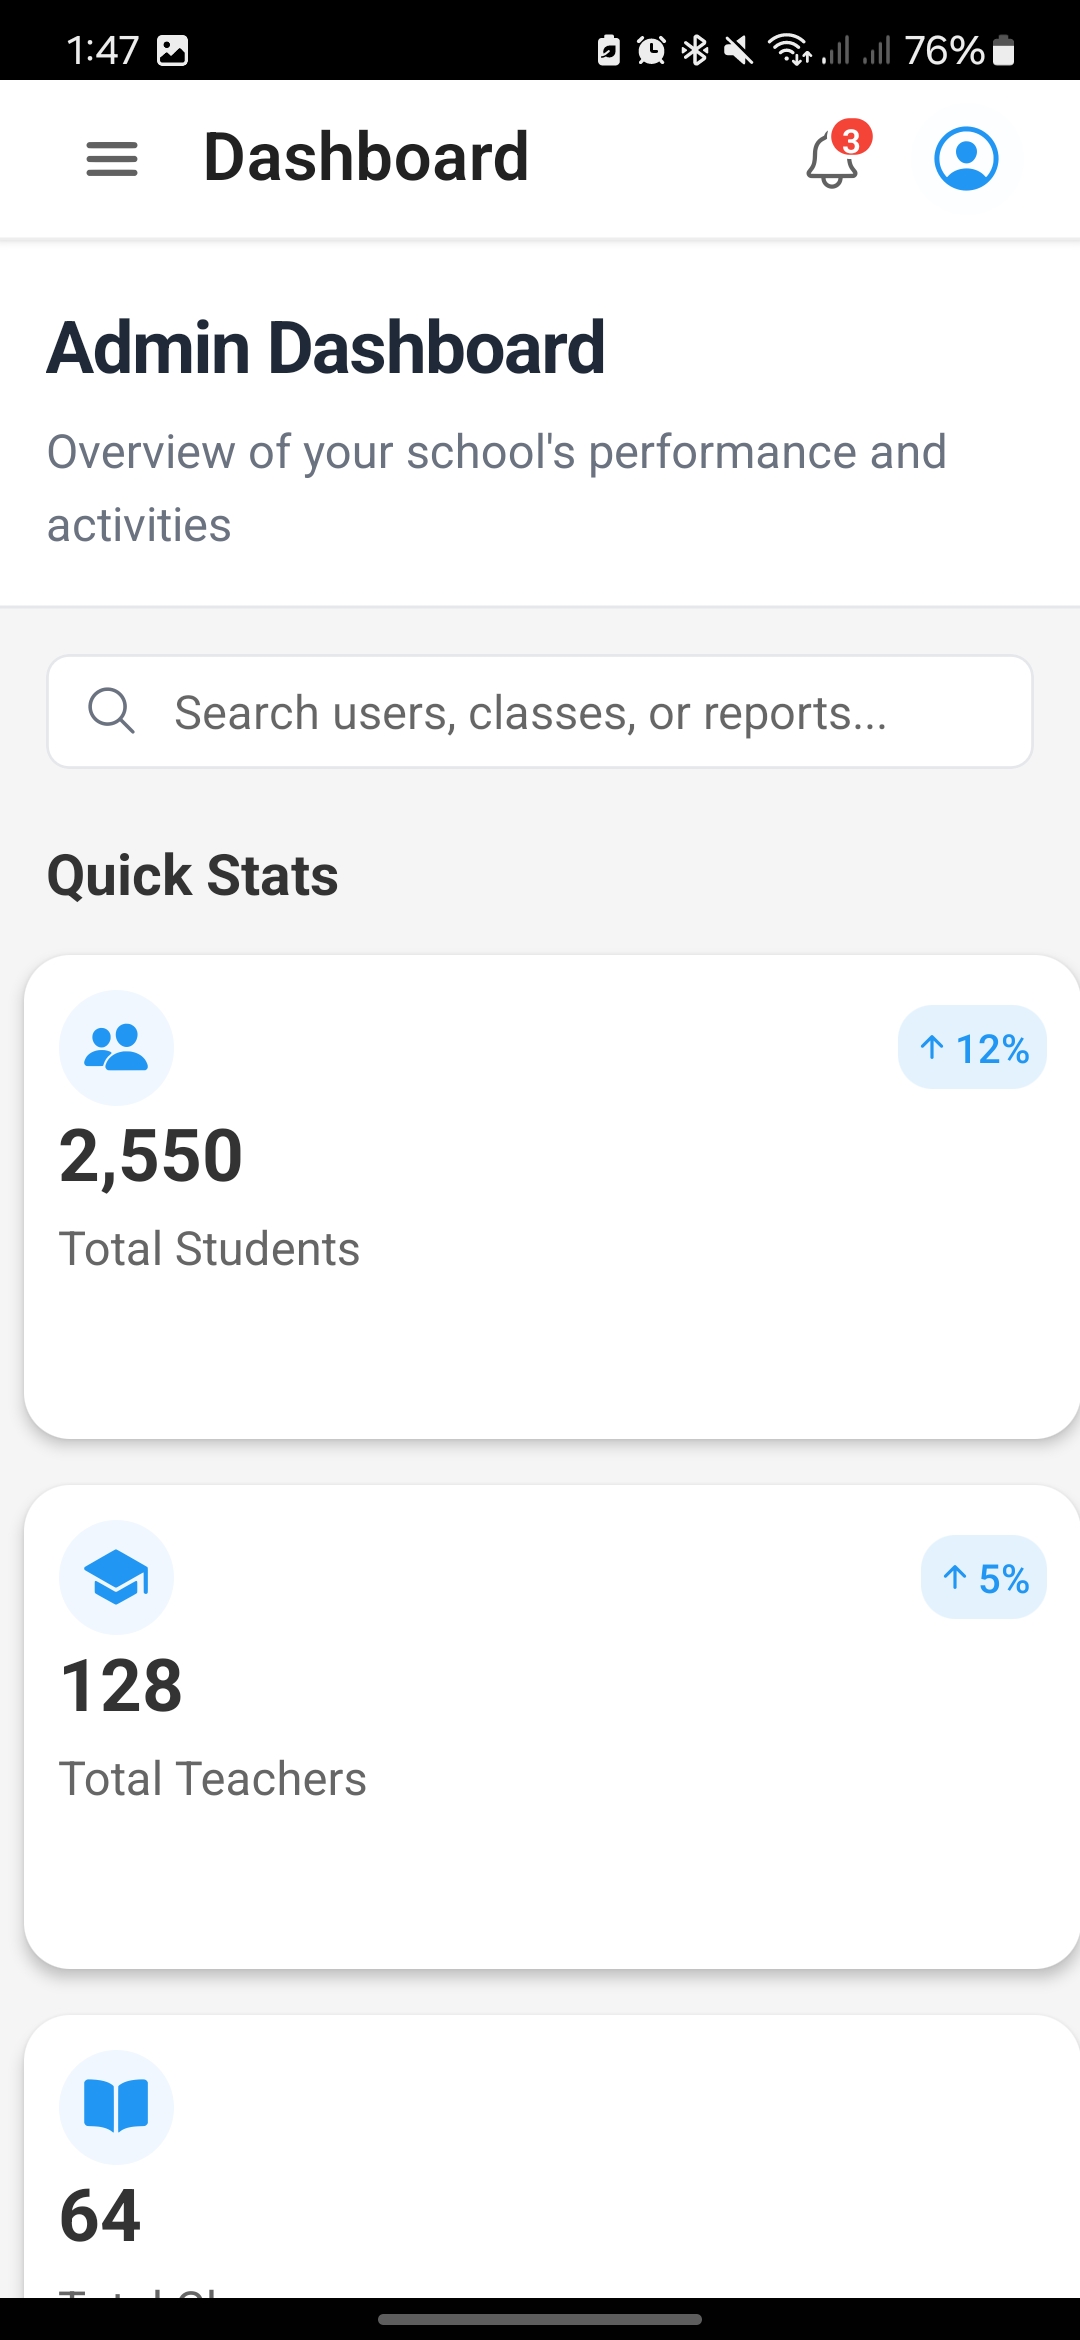 1:47
76%
Dashboard
3
Admin Dashboard
Overview of your school's performance and
activities
Search users, classes, or reports...
Quick Stats
↑ 12%
2,550
Total Students
↑ 5%
128
Total Teachers
64
Total